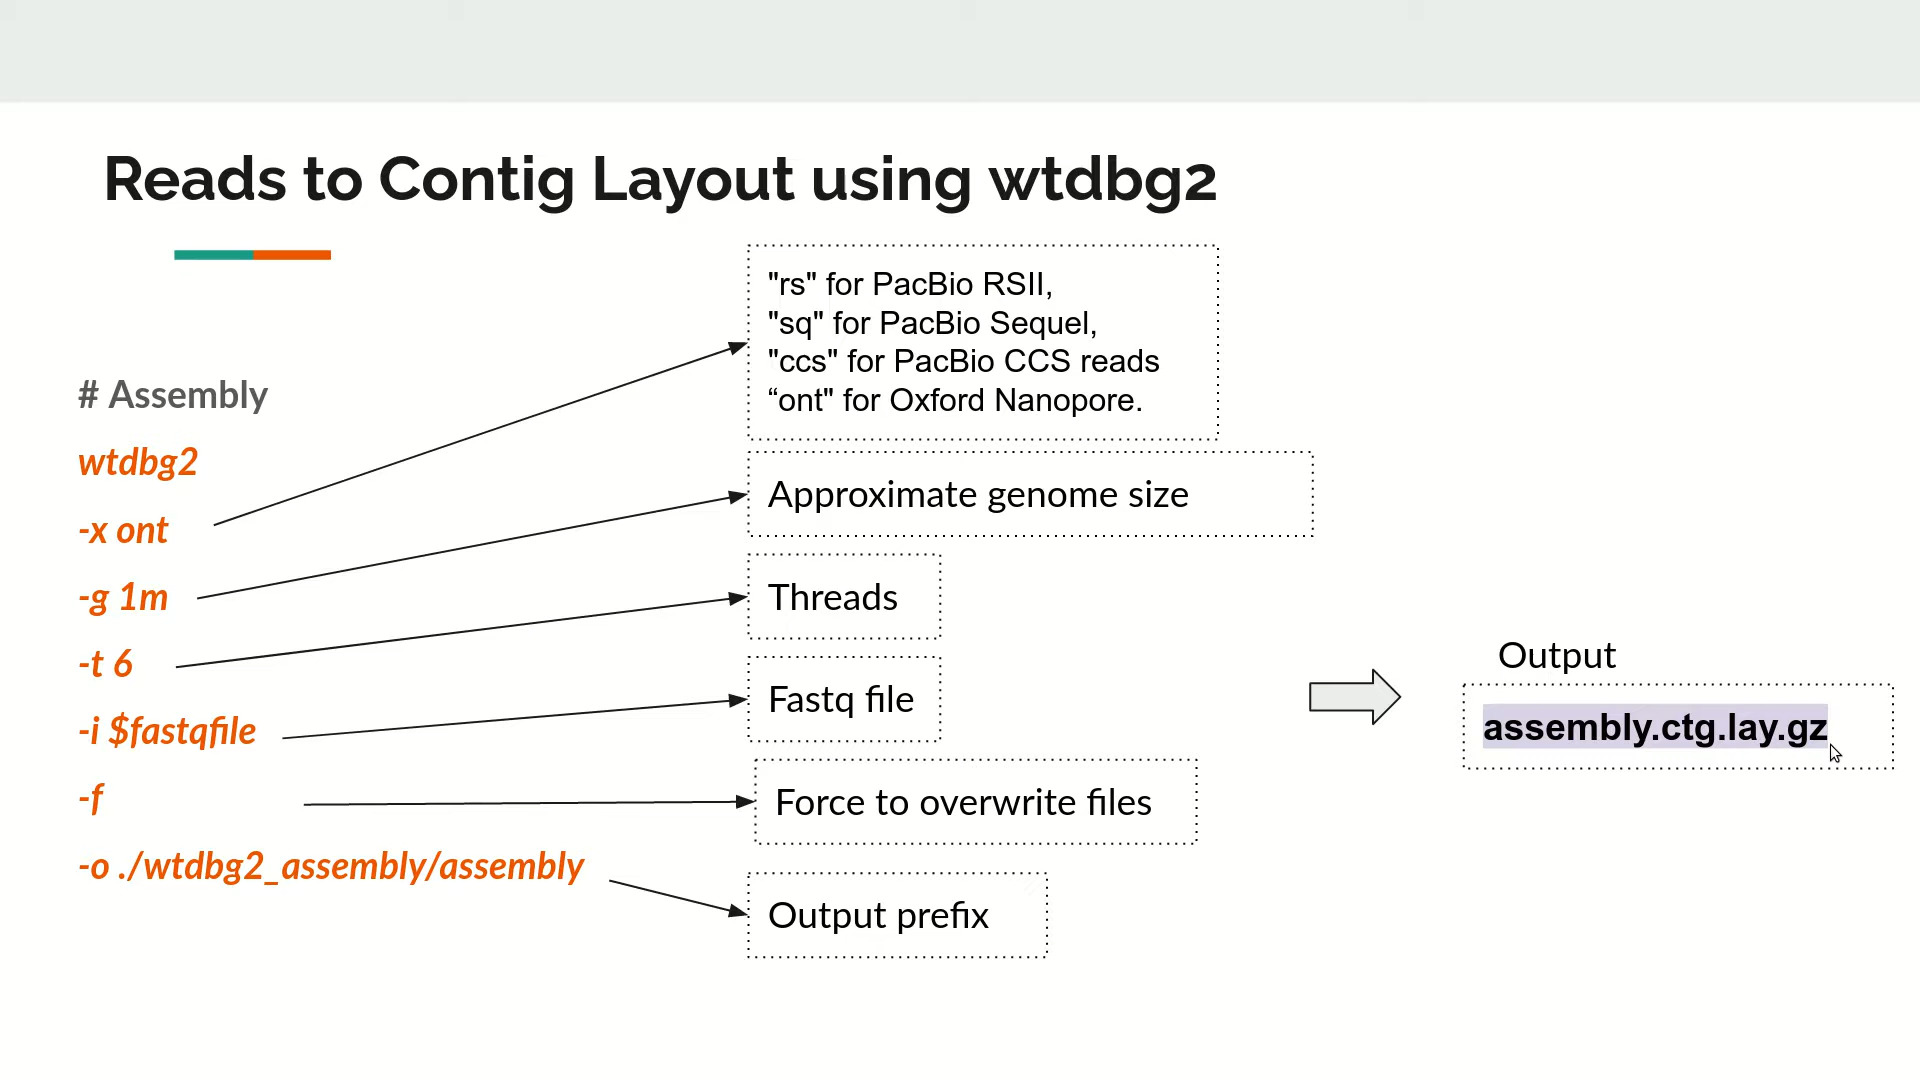 Reads to Contig Layout using wtdbg2
# Assembly
wtdbg2
-x ont
-g 1m
-t 6
-i $fastqfile
-f
-o ./wtdbg2_assembly/assembly
"rs" for PacBio RSII,
"sq" for PacBio Sequel,
"ccs" for PacBio CCS reads
“ont" for Oxford Nanopore.
Approximate genome size
Threads
Fastq file
Force to overwrite files
Output prefix
Output
assembly.ctg.lay.gz